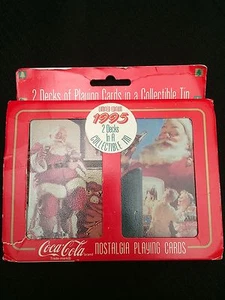 2 Decks of Playing Cards in a Collectible Tin
LIMITED EDITION
1995
2 Decks
In A
COLLECTIBLE TIN
Coca-Cola BRAND NOSTALGIA PLAYING CARDS